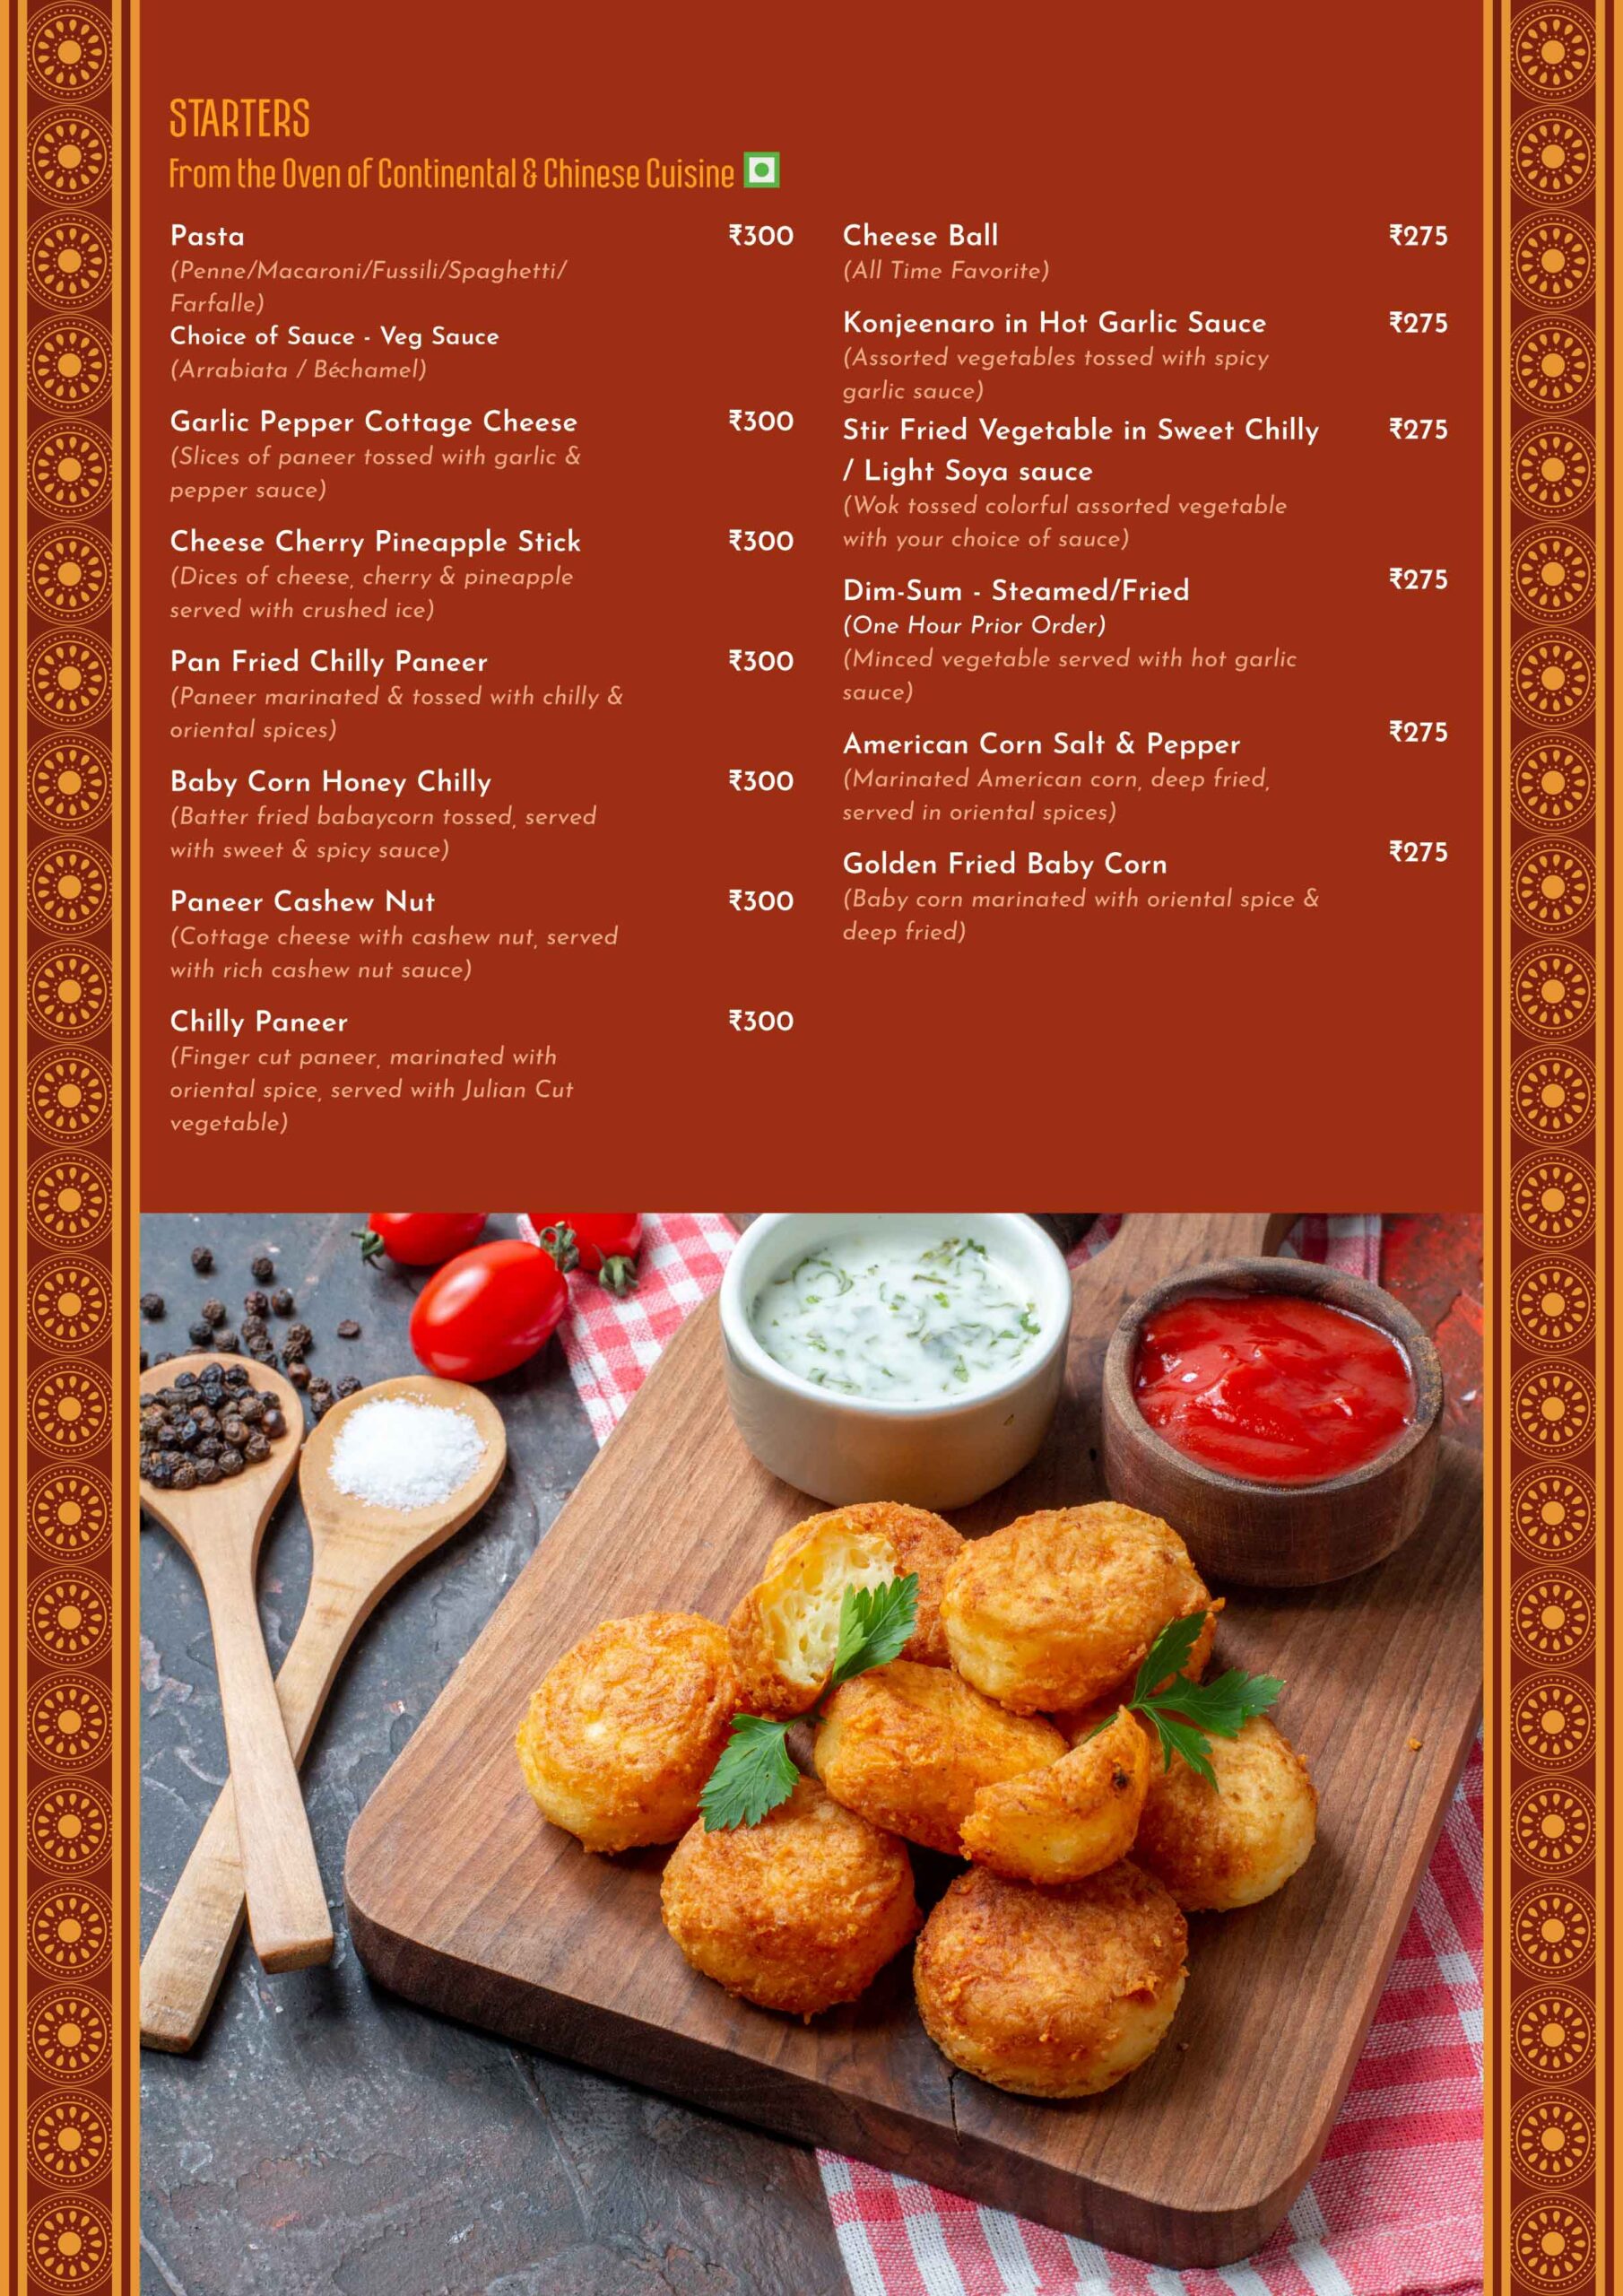 STARTERS
From the Oven of Continental & Chinese Cuisine
Pasta ₹300
(Penne/Macaroni/Fussili/Spaghetti/
Farfalle)
Choice of Sauce - Veg Sauce
(Arrabiata / Béchamel)
Garlic Pepper Cottage Cheese ₹300
(Slices of paneer tossed with garlic &
pepper sauce)
Cheese Cherry Pineapple Stick ₹300
(Dices of cheese, cherry & pineapple
served with crushed ice)
Pan Fried Chilly Paneer ₹300
(Paneer marinated & tossed with chilly &
oriental spices)
Baby Corn Honey Chilly ₹300
(Batter fried babaycorn tossed, served
with sweet & spicy sauce)
Paneer Cashew Nut ₹300
(Cottage cheese with cashew nut, served
with rich cashew nut sauce)
Chilly Paneer ₹300
(Finger cut paneer, marinated with
oriental spice, served with Julian Cut
vegetable)
Cheese Ball ₹275
(All Time Favorite)
Konjeenaro in Hot Garlic Sauce ₹275
(Assorted vegetables tossed with spicy
garlic sauce)
Stir Fried Vegetable in Sweet Chilly ₹275
/ Light Soya sauce
(Wok tossed colorful assorted vegetable
with your choice of sauce)
Dim-Sum - Steamed/Fried ₹275
(One Hour Prior Order)
(Minced vegetable served with hot garlic
sauce)
American Corn Salt & Pepper ₹275
(Marinated American corn, deep fried,
served in oriental spices)
Golden Fried Baby Corn ₹275
(Baby corn marinated with oriental spice &
deep fried)